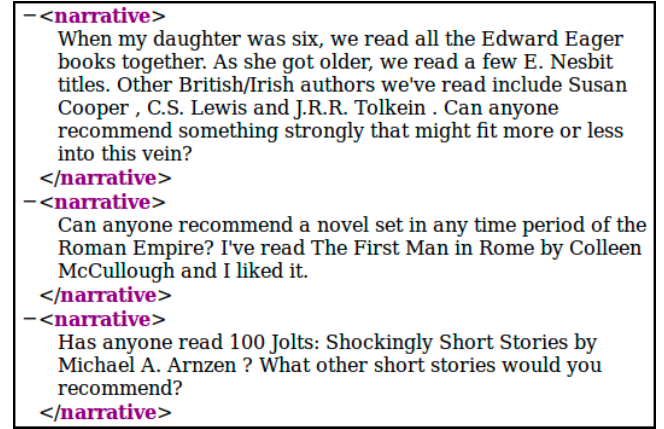 −<narrative>
When my daughter was six, we read all the Edward Eager
books together. As she got older, we read a few E. Nesbit
titles. Other British/Irish authors we've read include Susan
Cooper , C.S. Lewis and J.R.R. Tolkein . Can anyone
recommend something strongly that might fit more or less
into this vein?
</narrative>
−<narrative>
Can anyone recommend a novel set in any time period of the
Roman Empire? I've read The First Man in Rome by Colleen
McCullough and I liked it.
</narrative>
−<narrative>
Has anyone read 100 Jolts: Shockingly Short Stories by
Michael A. Arnzen ? What other short stories would you
recommend?
</narrative>